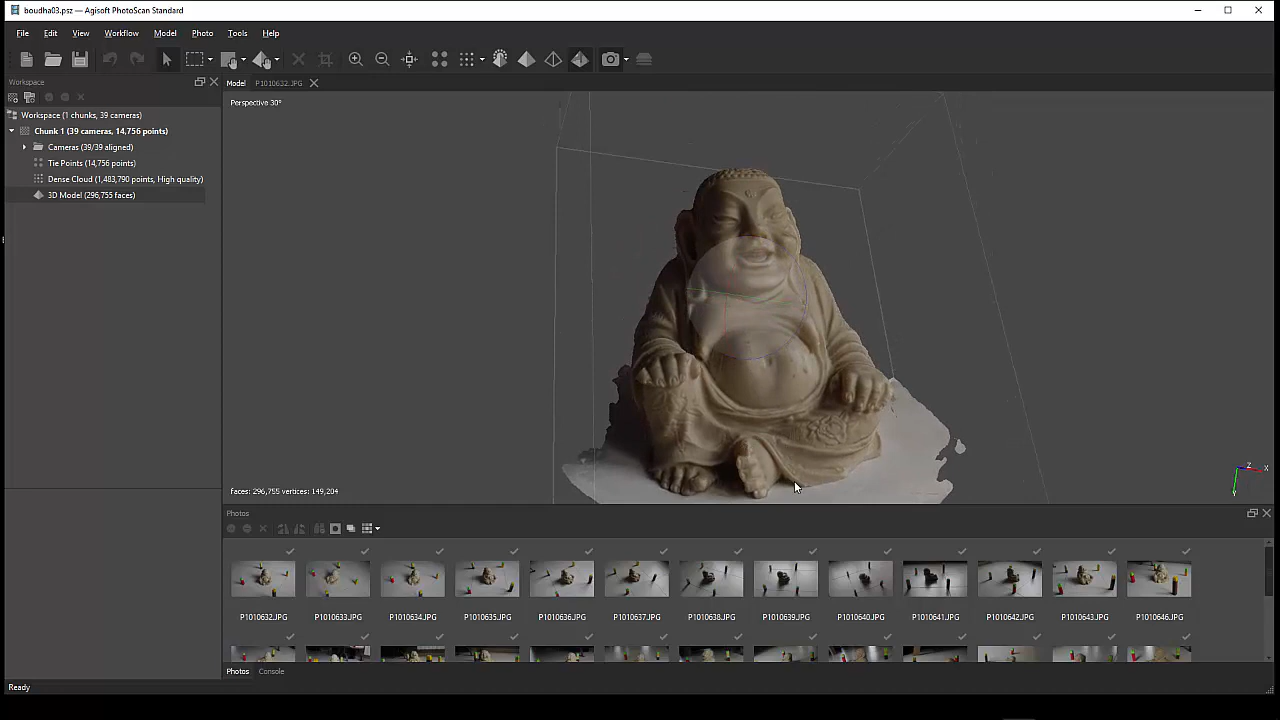 boudha03.psz — Agisoft PhotoScan Standard
File Edit View Workflow Model Photo Tools Help
Workspace
Model P1010632.JPG
Perspective 30°
Workspace (1 chunks, 39 cameras)
Chunk 1 (39 cameras, 14,756 points)
Cameras (39/39 aligned)
Tie Points (14,756 points)
Dense Cloud (1,483,790 points, High quality)
3D Model (296,755 faces)
Z X
Y
faces: 296,755 vertices: 149,204
Photos
P1010632.JPG P1010633.JPG P1010634.JPG P1010635.JPG P1010636.JPG P1010637.JPG P1010638.JPG P1010639.JPG P1010640.JPG P1010641.JPG P1010642.JPG P1010643.JPG P1010646.JPG
Photos Console
Ready